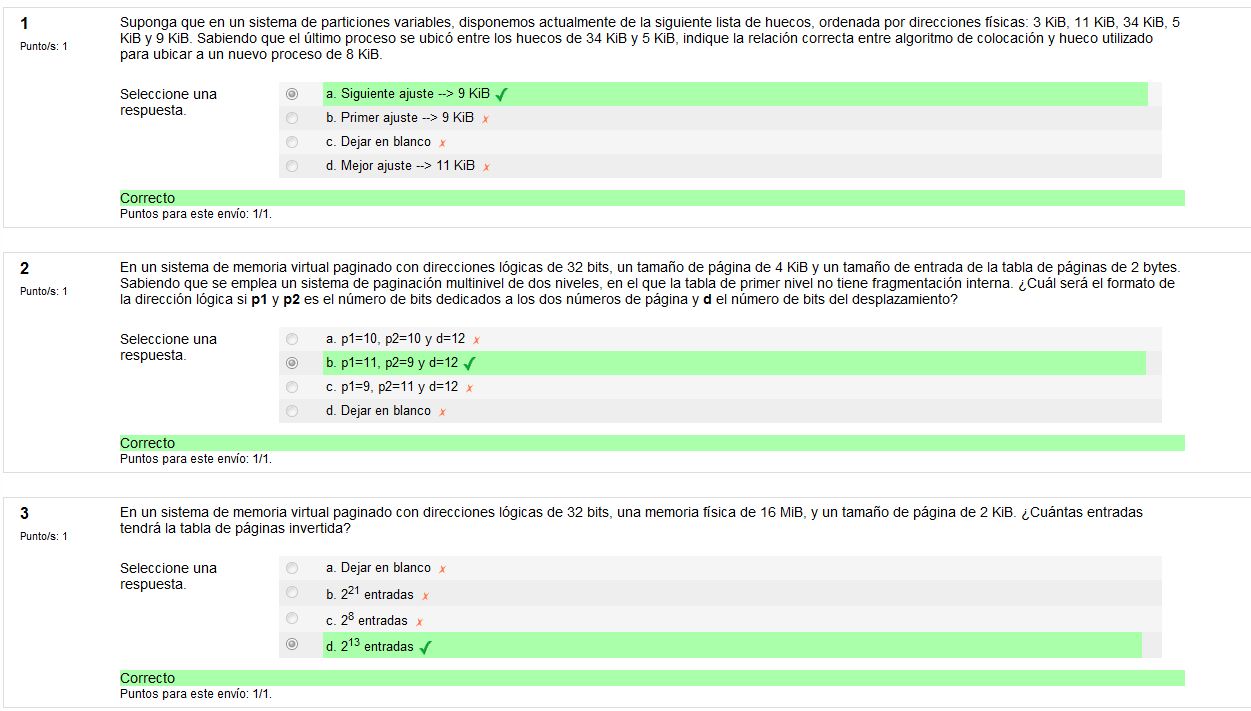 1
Punto/s: 1
Suponga que en un sistema de particiones variables, disponemos actualmente de la siguiente lista de huecos, ordenada por direcciones físicas: 3 KiB, 11 KiB, 34 KiB, 5
KiB y 9 KiB. Sabiendo que el último proceso se ubicó entre los huecos de 34 KiB y 5 KiB, indique la relación correcta entre algoritmo de colocación y hueco utilizado
para ubicar a un nuevo proceso de 8 KiB.
Seleccione una
respuesta.
a. Siguiente ajuste --> 9 KiB ✓
b. Primer ajuste --> 9 KiB x
c. Dejar en blanco x
d. Mejor ajuste --> 11 KiB x
Correcto
Puntos para este envío: 1/1.
2
Punto/s: 1
En un sistema de memoria virtual paginado con direcciones lógicas de 32 bits, un tamaño de página de 4 KiB y un tamaño de entrada de la tabla de páginas de 2 bytes.
Sabiendo que se emplea un sistema de paginación multinivel de dos niveles, en el que la tabla de primer nivel no tiene fragmentación interna. ¿Cuál será el formato de
la dirección lógica si p1 y p2 es el número de bits dedicados a los dos números de página y d el número de bits del desplazamiento?
Seleccione una
respuesta.
a. p1=10, p2=10 y d=12 x
b. p1=11, p2=9 y d=12 ✓
c. p1=9, p2=11 y d=12 x
d. Dejar en blanco x
Correcto
Puntos para este envío: 1/1.
3
Punto/s: 1
En un sistema de memoria virtual paginado con direcciones lógicas de 32 bits, una memoria física de 16 MiB, y un tamaño de página de 2 KiB. ¿Cuántas entradas
tendrá la tabla de páginas invertida?
Seleccione una
respuesta.
a. Dejar en blanco x
b. 2²¹ entradas x
c. 2⁸ entradas x
d. 2¹³ entradas ✓
Correcto
Puntos para este envío: 1/1.